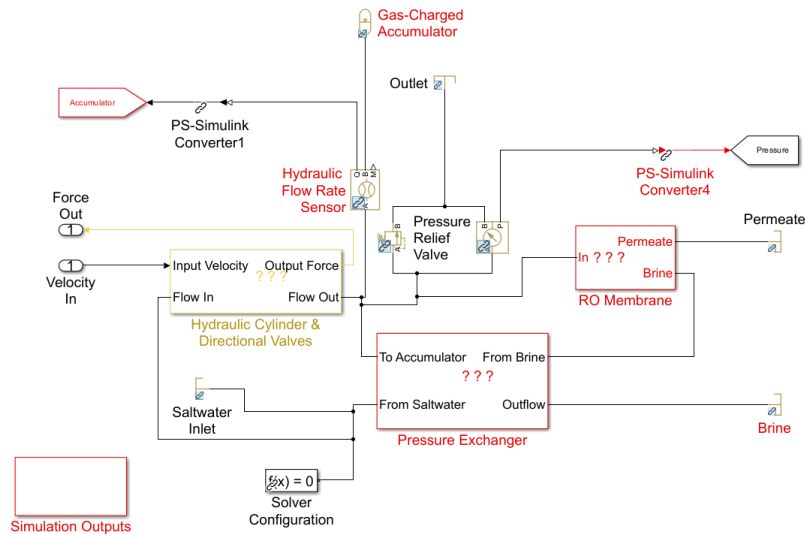 Gas-Charged
Accumulator
Outlet
Accumulator
PS-Simulink
Converter1
Pressure
PS-Simulink
Converter4
Q
B
M
A
Hydraulic
Flow Rate
Sensor
Force
Out
1
Velocity
In
1
B
A
Pressure
Relief
Valve
B
P
Permeate
Input Velocity
Output Force
? ? ?
Flow In
Flow Out
Hydraulic Cylinder &
Directional Valves
Permeate
In ? ? ?
Brine
RO Membrane
To Accumulator
From Brine
? ? ?
From Saltwater
Outflow
Pressure Exchanger
Saltwater
Inlet
Brine
f(x) = 0
Solver
Configuration
Simulation Outputs